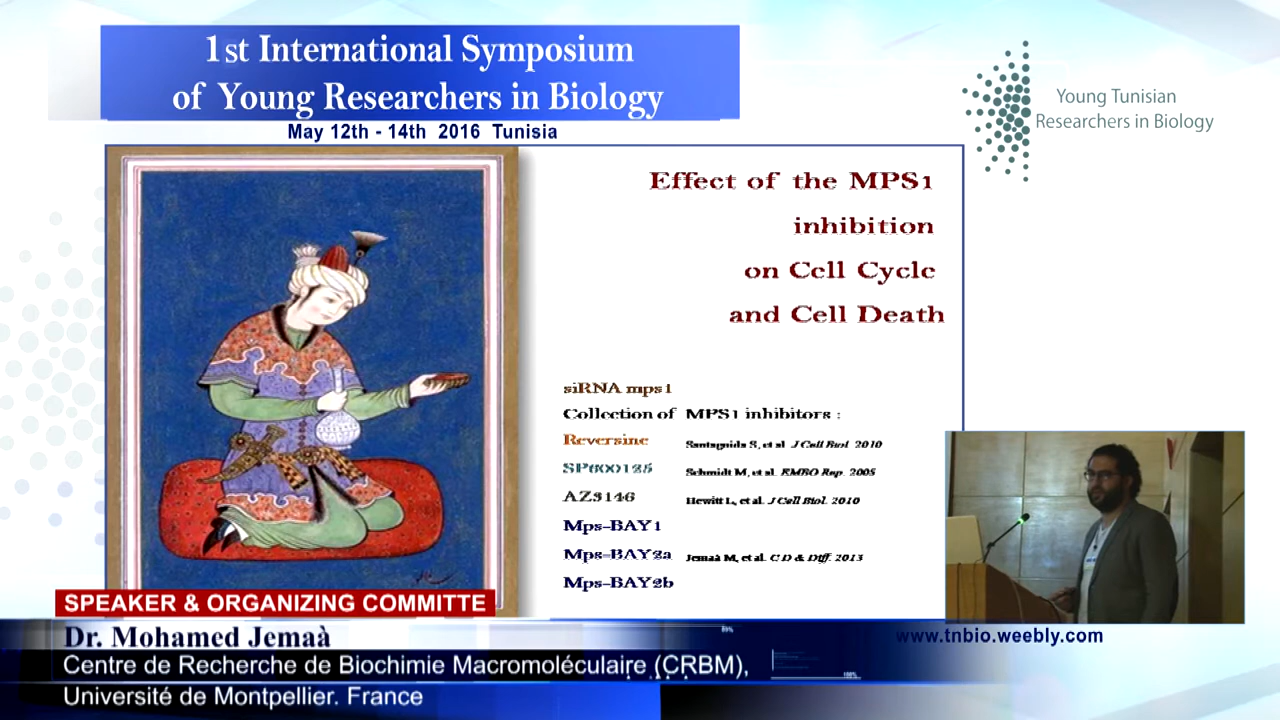 1st International Symposium
of Young Researchers in Biology
May 12th - 14th 2016 Tunisia
Young Tunisian
Researchers in Biology
Effect of the MPS1
inhibition
on Cell Cycle
and Cell Death
siRNA mps1
Collection of MPS1 inhibitors :
Reversine Santaguida S, et al. J Cell Biol. 2010
SP600125 Schmidt M, et al. EMBO Rep. 2005
AZ3146 Hewitt L, et al. J Cell Biol. 2010
Mps-BAY1
Mps-BAY2a Jemaà M, et al. C D & Diff. 2013
Mps-BAY2b
SPEAKER & ORGANIZING COMMITTE
Dr. Mohamed Jemaà
Centre de Recherche de Biochimie Macromoléculaire (CRBM),
Université de Montpellier. France
www.tnbio.weebly.com